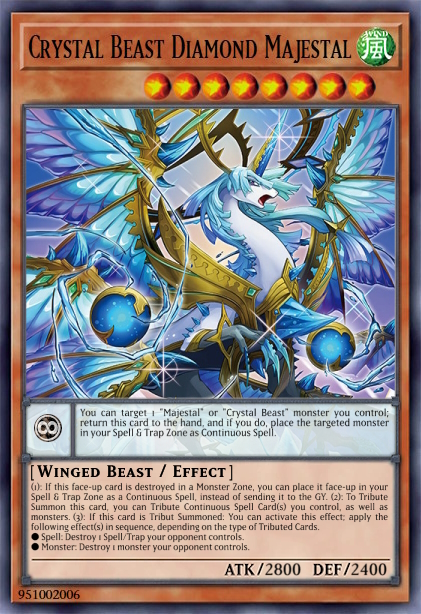 Crystal Beast Diamond Majestal
WIND
風
You can target 1 "Majestal" or "Crystal Beast" monster you control;
return this card to the hand, and if you do, place the targeted monster
in your Spell & Trap Zone as Continuous Spell.
[Winged Beast / Effect]
(1): If this face-up card is destroyed in a Monster Zone, you can place it face-up in your
Spell & Trap Zone as a Continuous Spell, instead of sending it to the GY. (2): To Tribute
Summon this card, you can Tribute Continuous Spell Card(s) you control, as well as
monsters. (3): If this card is Tribut Summoned: You can activate this effect; apply the
following effect(s) in sequence, depending on the type of Tributed Cards.
● Spell: Destroy 1 Spell/Trap your opponent controls.
● Monster: Destroy 1 monster your opponent controls.
ATK/2800 DEF/2400
951002006